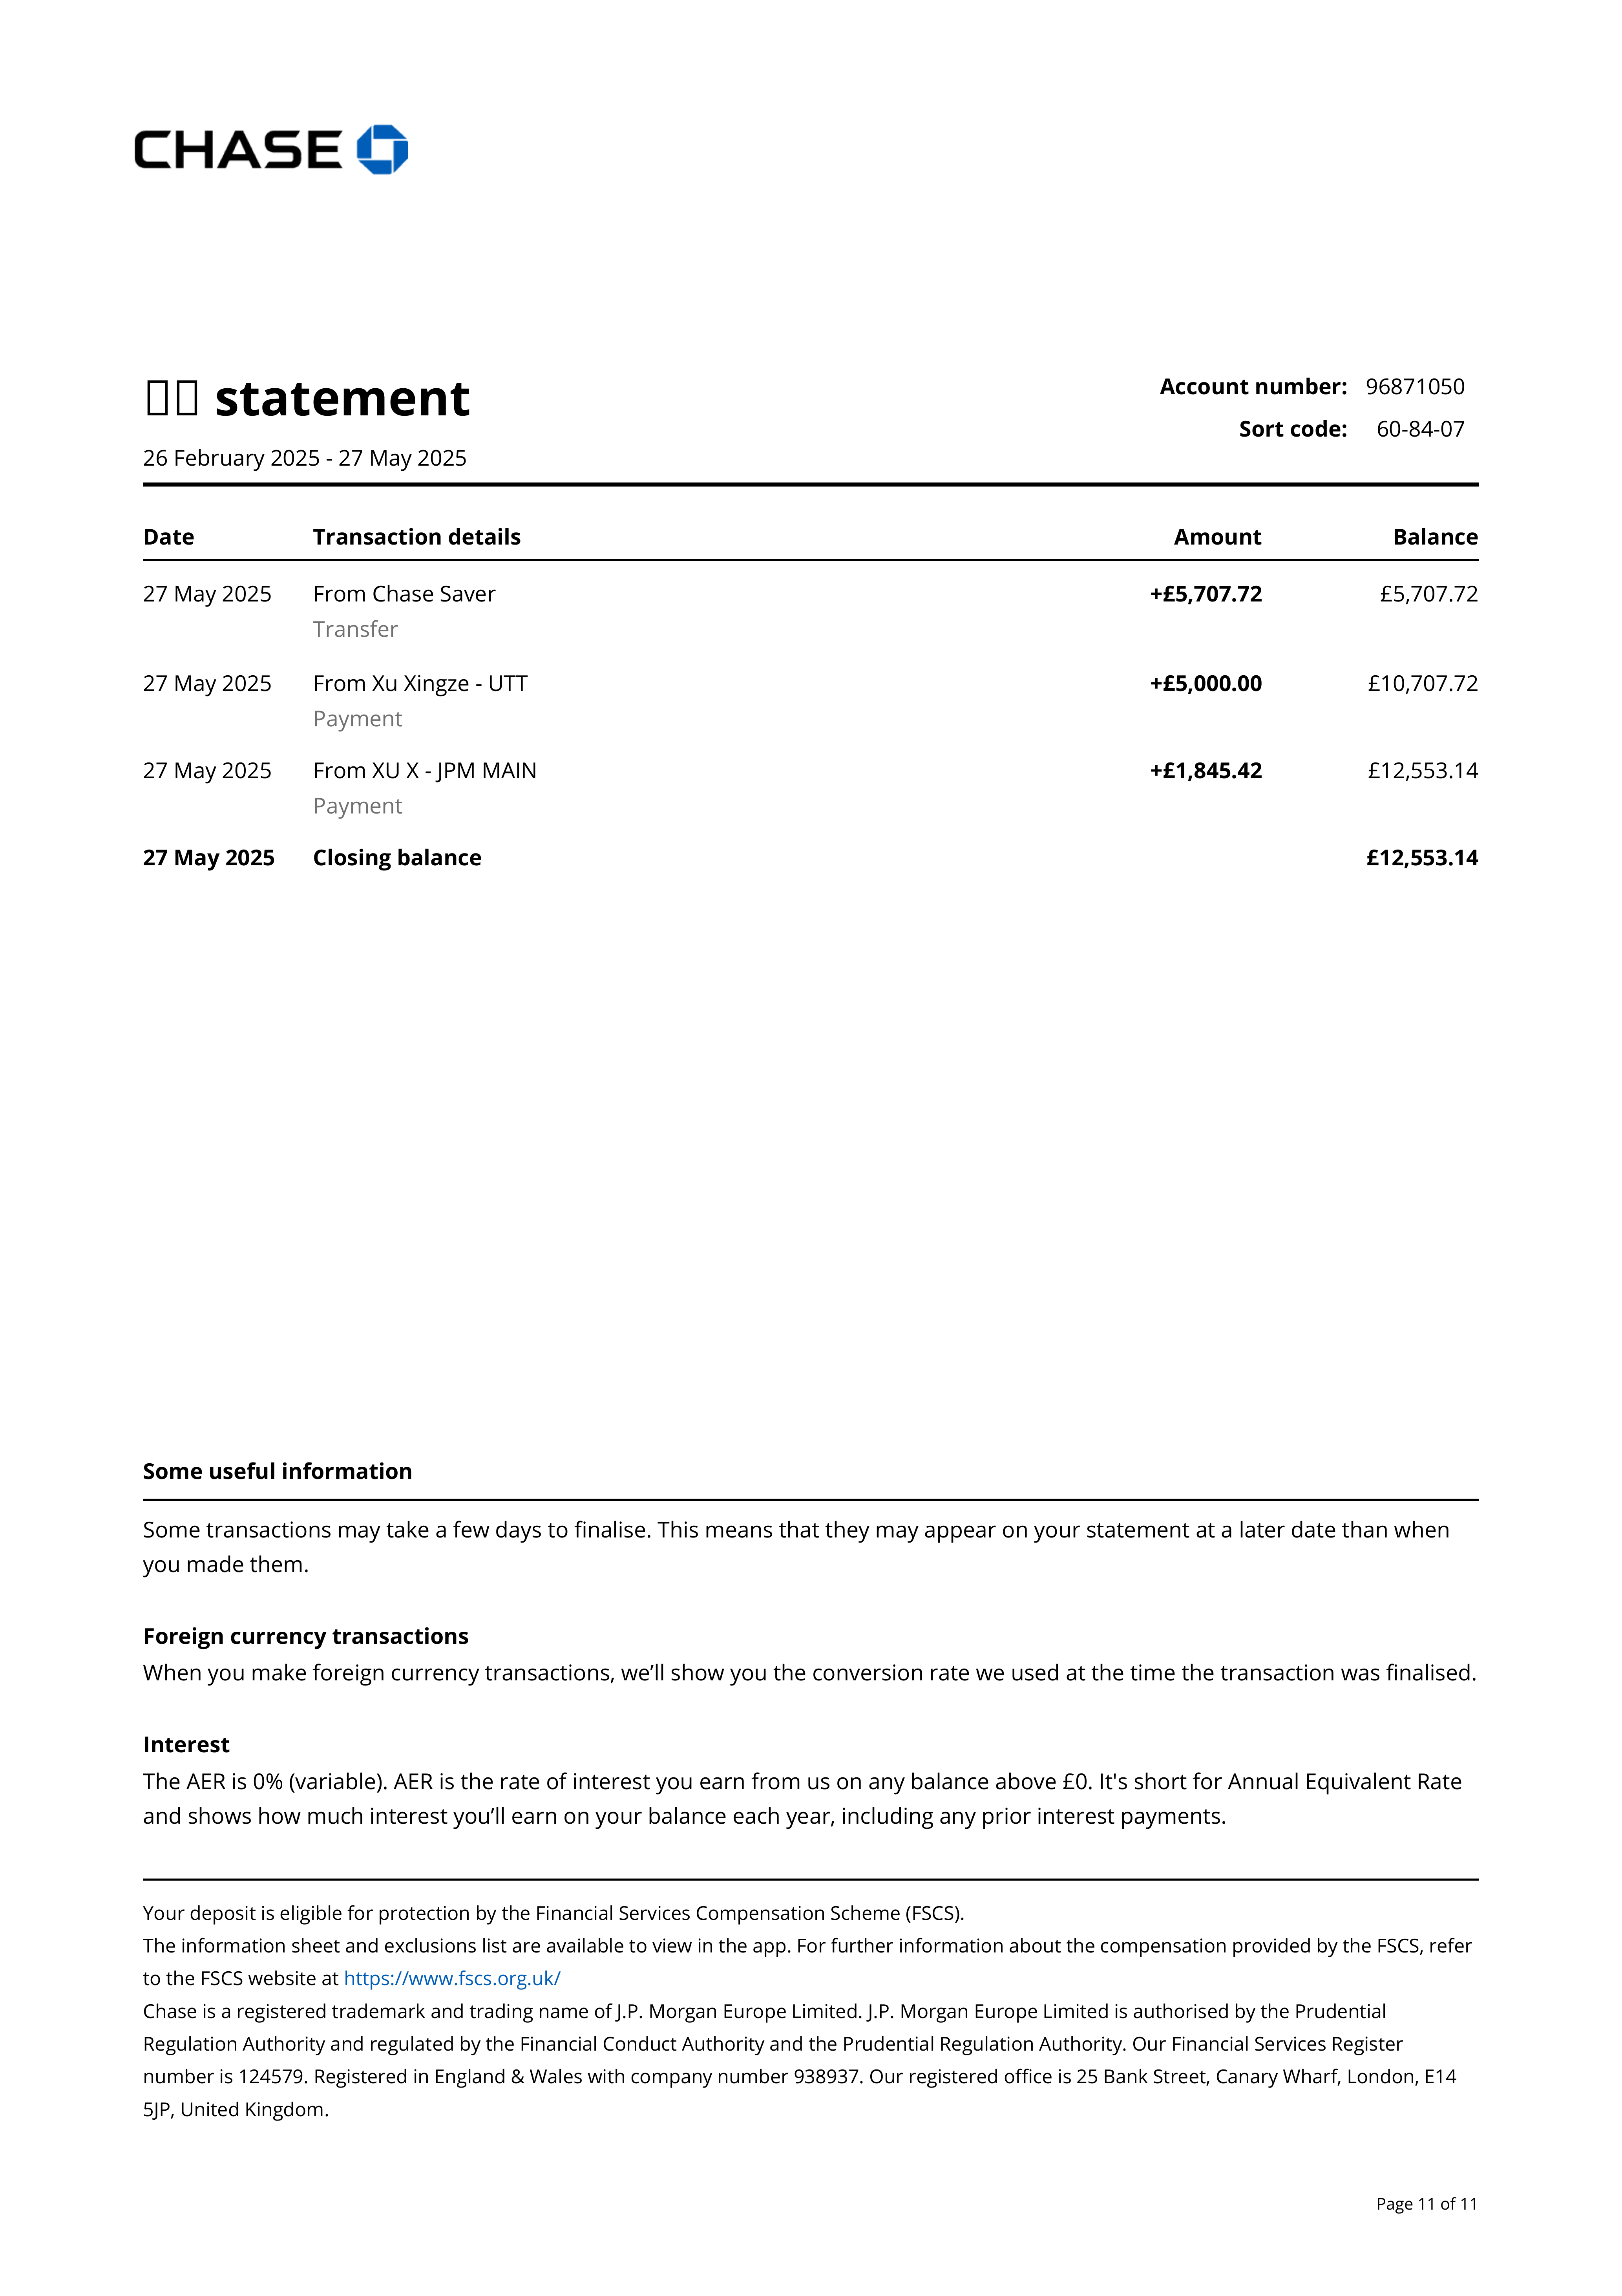 CHASE
statement
Account number: 96871050
Sort code: 60-84-07
26 February 2025 - 27 May 2025
Date Transaction details Amount Balance
27 May 2025 From Chase Saver +£5,707.72 £5,707.72
Transfer
27 May 2025 From Xu Xingze - UTT +£5,000.00 £10,707.72
Payment
27 May 2025 From XU X - JPM MAIN +£1,845.42 £12,553.14
Payment
27 May 2025 Closing balance £12,553.14
Some useful information
Some transactions may take a few days to finalise. This means that they may appear on your statement at a later date than when
you made them.
Foreign currency transactions
When you make foreign currency transactions, we’ll show you the conversion rate we used at the time the transaction was finalised.
Interest
The AER is 0% (variable). AER is the rate of interest you earn from us on any balance above £0. It's short for Annual Equivalent Rate
and shows how much interest you’ll earn on your balance each year, including any prior interest payments.
Your deposit is eligible for protection by the Financial Services Compensation Scheme (FSCS).
The information sheet and exclusions list are available to view in the app. For further information about the compensation provided by the FSCS, refer
to the FSCS website at https://www.fscs.org.uk/
Chase is a registered trademark and trading name of J.P. Morgan Europe Limited. J.P. Morgan Europe Limited is authorised by the Prudential
Regulation Authority and regulated by the Financial Conduct Authority and the Prudential Regulation Authority. Our Financial Services Register
number is 124579. Registered in England & Wales with company number 938937. Our registered office is 25 Bank Street, Canary Wharf, London, E14
5JP, United Kingdom.
Page 11 of 11